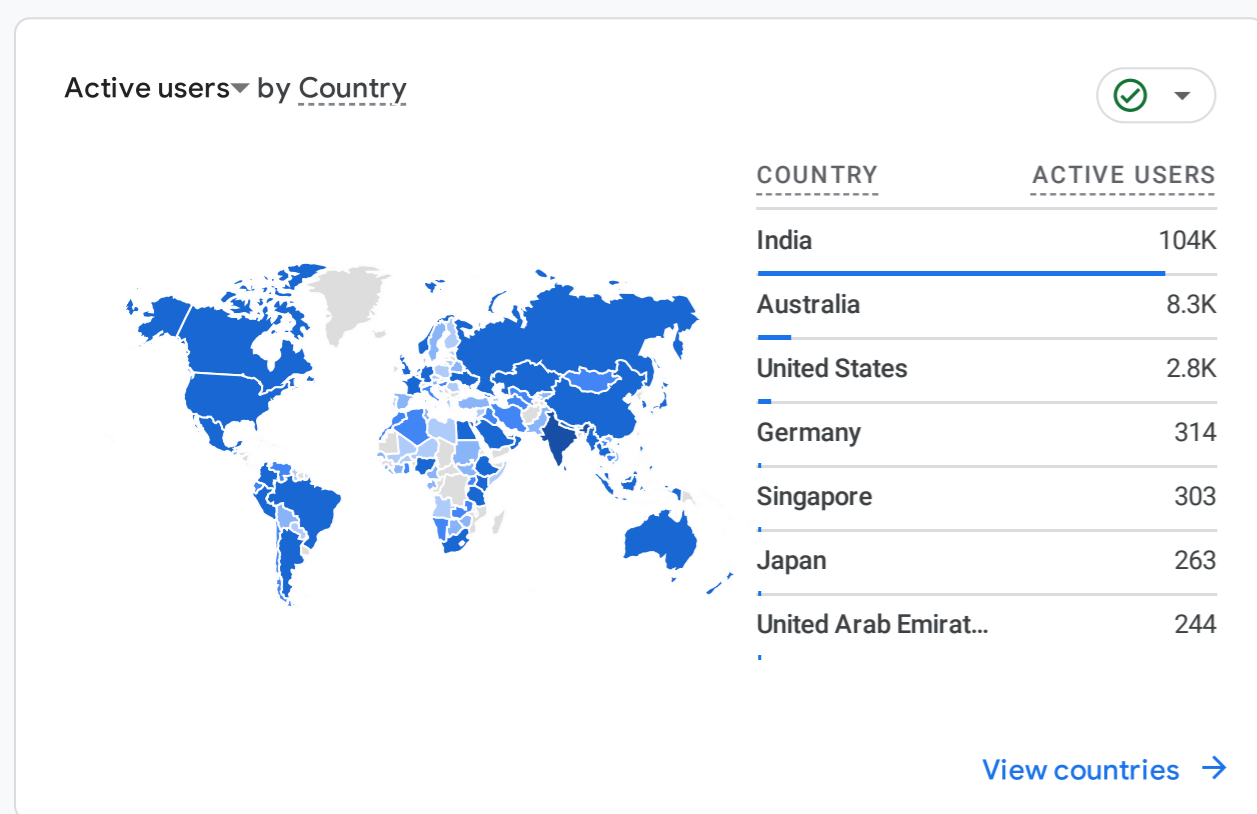 Active users by Country
COUNTRY ACTIVE USERS
India 104K
Australia 8.3K
United States 2.8K
Germany 314
Singapore 303
Japan 263
United Arab Emirat... 244
View countries